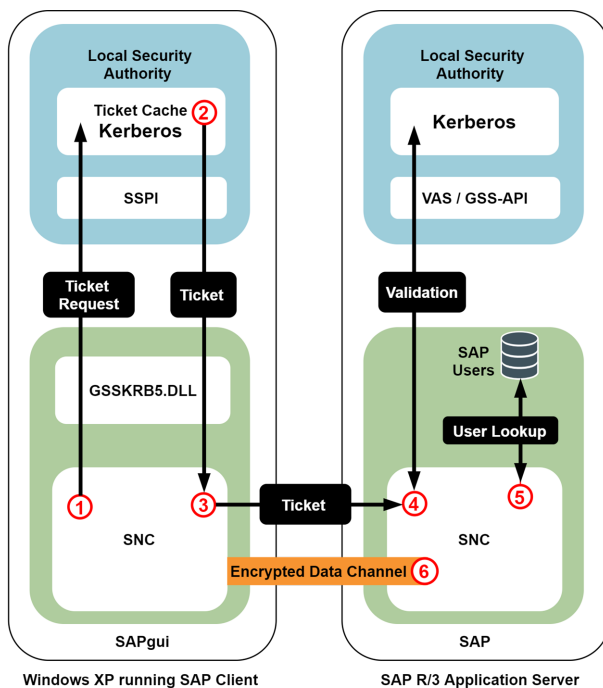 Local Security
Authority
Ticket Cache
2
Kerberos
SSPI
Ticket
Request
Ticket
GSSKRB5.DLL
1
3
SNC
SAPgui
Windows XP running SAP Client
Ticket
Encrypted Data Channel
6
Local Security
Authority
Kerberos
VAS / GSS-API
Validation
SAP
Users
User Lookup
4
5
SNC
SAP
SAP R/3 Application Server